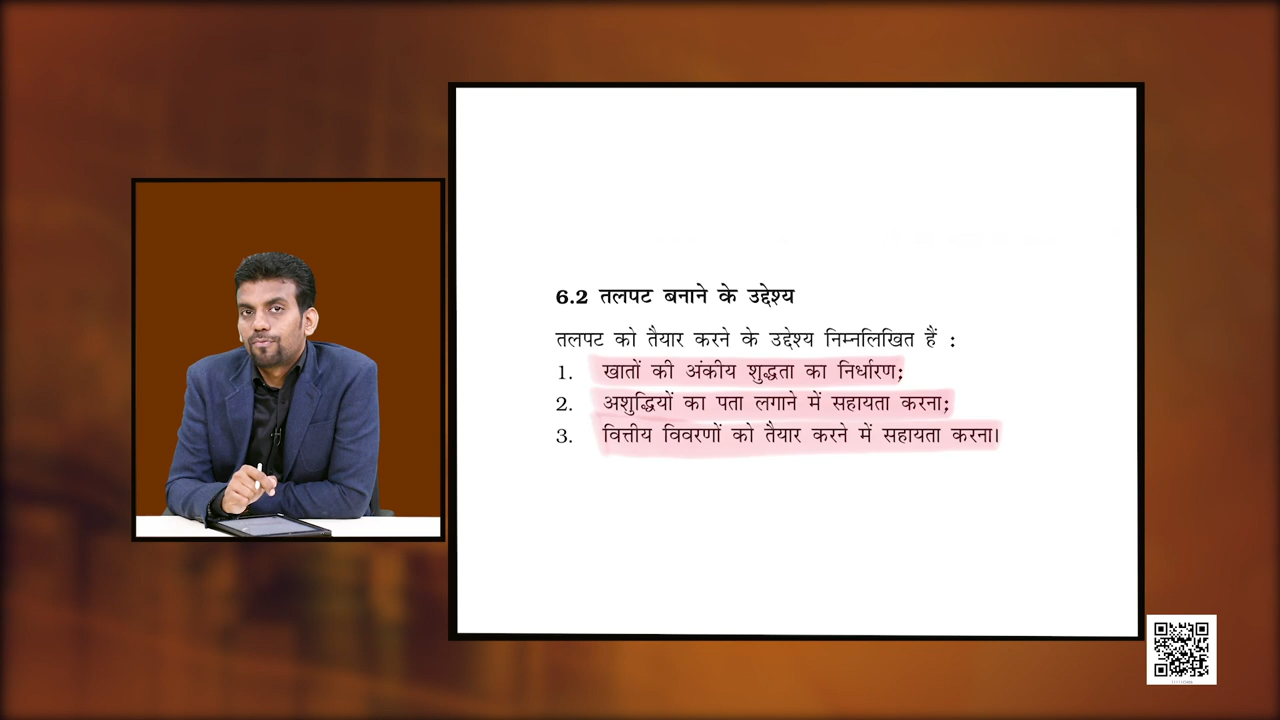 6.2 तलपट बनाने के उद्देश्य
तलपट को तैयार करने के उद्देश्य निम्नलिखित हैं :
1. खातों की अंकीय शुद्धता का निर्धारण;
2. अशुद्धियों का पता लगाने में सहायता करना;
3. वित्तीय विवरणों को तैयार करने में सहायता करना।